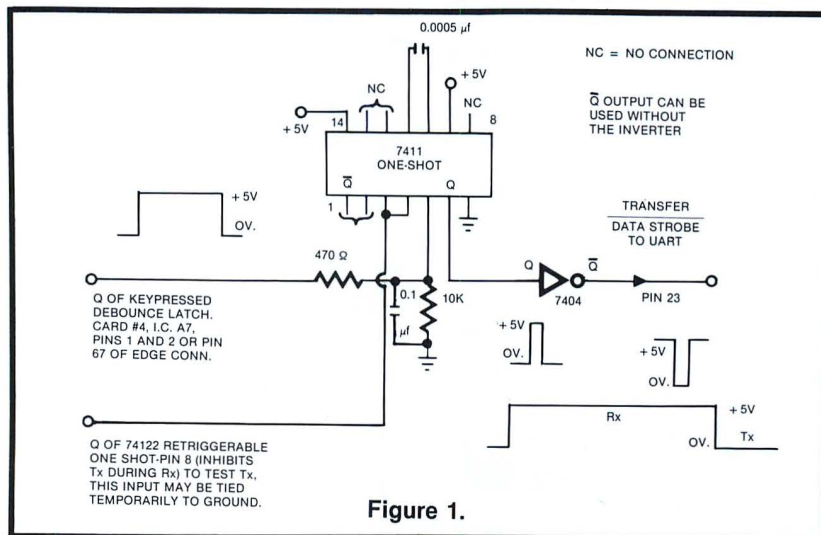 0.0005 µf
NC = NO CONNECTION
+5V
NC
NC
Q̅ OUTPUT CAN BE
USED WITHOUT
THE INVERTER
14
8
+5V
7411
ONE-SHOT
Q̅
Q
1
+5V
OV.
TRANSFER
DATA STROBE
TO UART
470 Ω
Q
Q̅
0.1
µf
10K
7404
PIN 23
Q OF KEYPRESSED
DEBOUNCE LATCH.
CARD #4, I.C. A7,
PINS 1 AND 2 OR PIN
67 OF EDGE CONN.
+5V
OV.
+5V
OV.
Rx
+5V
OV.
Tx
Q OF 74122 RETRIGGERABLE
ONE SHOT-PIN 8 (INHIBITS
Tx DURING Rx) TO TEST Tx,
THIS INPUT MAY BE TIED
TEMPORARILY TO GROUND.
Figure 1.